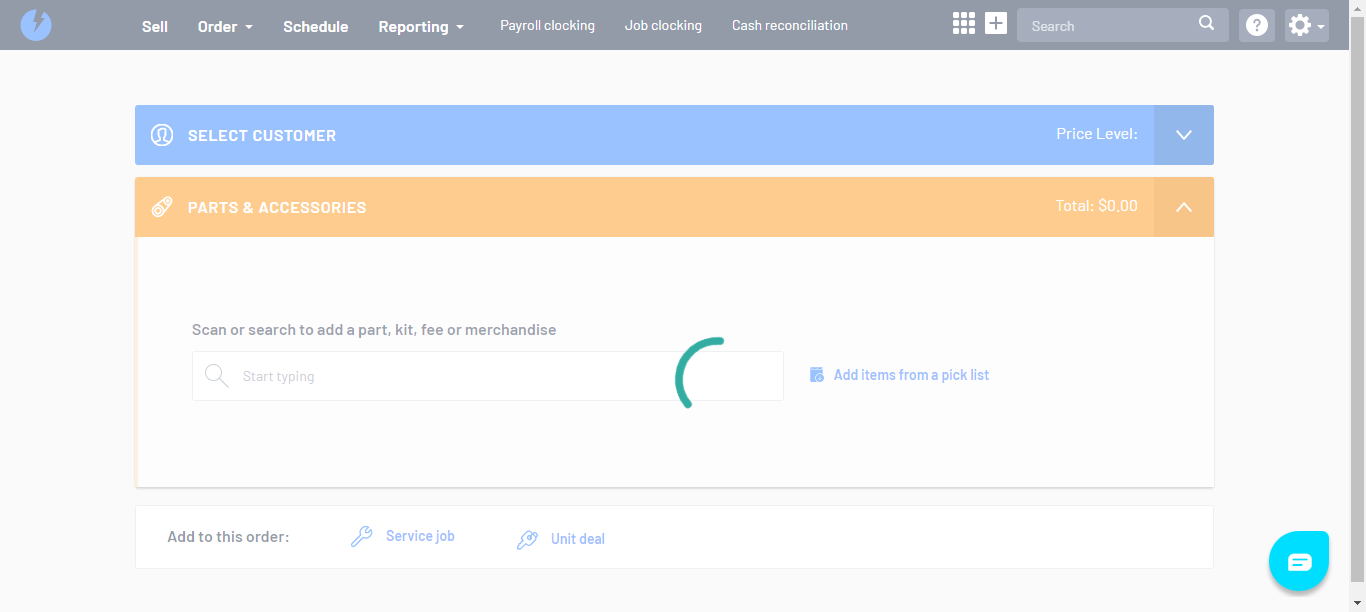 Sell Order Schedule Reporting Payroll clocking Job clocking Cash reconciliation Search ?
SELECT CUSTOMER Price Level:
PARTS & ACCESSORIES Total: $0.00
Scan or search to add a part, kit, fee or merchandise
Start typing Add items from a pick list
Add to this order: Service job Unit deal